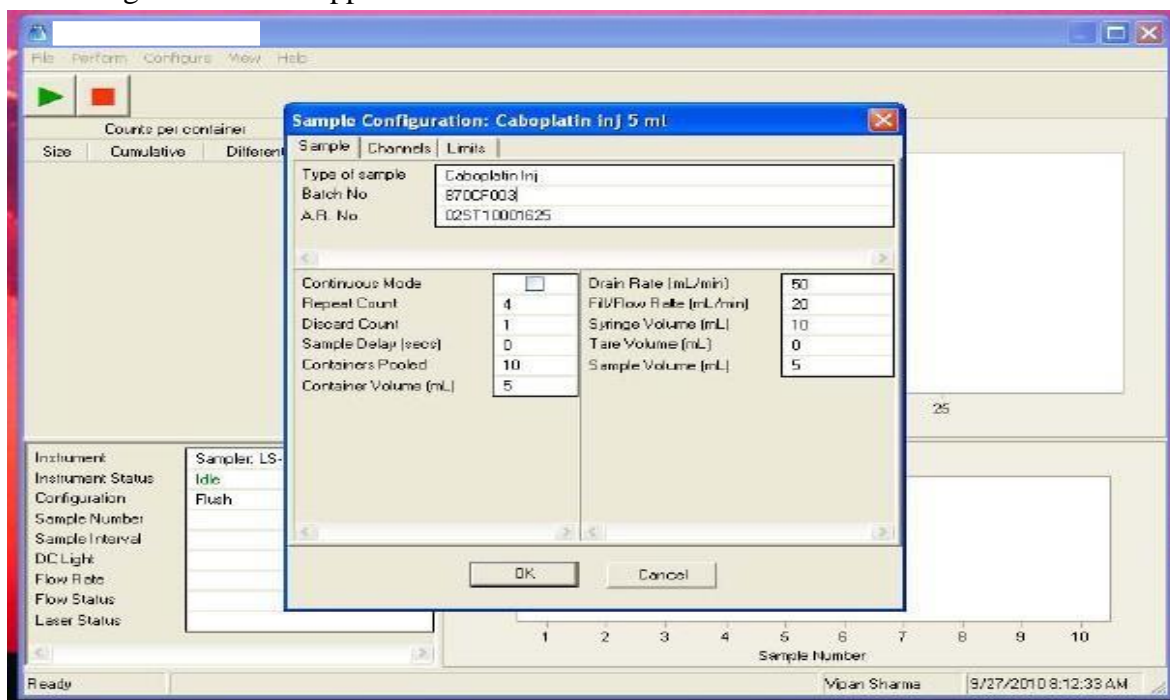 File Perform Configure View Help
Counts per container
Size Cumulative Different
Sample Configuration: Caboplatin inj 5 ml
Sample Channels Limits
Type of sample Caboplatin Inj
Batch No 870CF003
A.R. No. 02ST10001625
Continuous Mode
Repeat Count 4
Discard Count 1
Sample Delay (secs) 0
Containers Pooled 10
Container Volume (mL) 5
Drain Rate (mL/min) 50
Fill/Flow Rate (mL/min) 20
Syringe Volume (mL) 10
Tare Volume (mL) 0
Sample Volume (mL) 5
OK Cancel
25
Instrument Sampler: LS-
Instrument Status Idle
Configuration Flush
Sample Number
Sample Interval
DC Light
Flow Rate
Flow Status
Laser Status
1 2 3 4 5 6 7 8 9 10
Sample Number
Ready Vipan Sharma 9/27/2010 8:12:33 AM